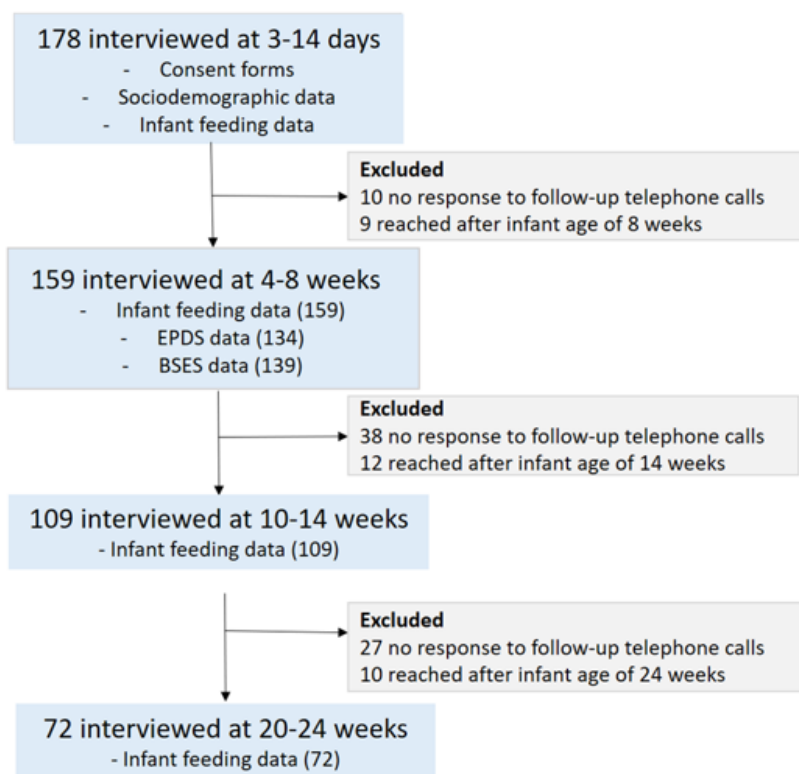 178 interviewed at 3-14 days
- Consent forms
- Sociodemographic data
- Infant feeding data
Excluded
10 no response to follow-up telephone calls
9 reached after infant age of 8 weeks
159 interviewed at 4-8 weeks
- Infant feeding data (159)
- EPDS data (134)
- BSES data (139)
Excluded
38 no response to follow-up telephone calls
12 reached after infant age of 14 weeks
109 interviewed at 10-14 weeks
- Infant feeding data (109)
Excluded
27 no response to follow-up telephone calls
10 reached after infant age of 24 weeks
72 interviewed at 20-24 weeks
- Infant feeding data (72)